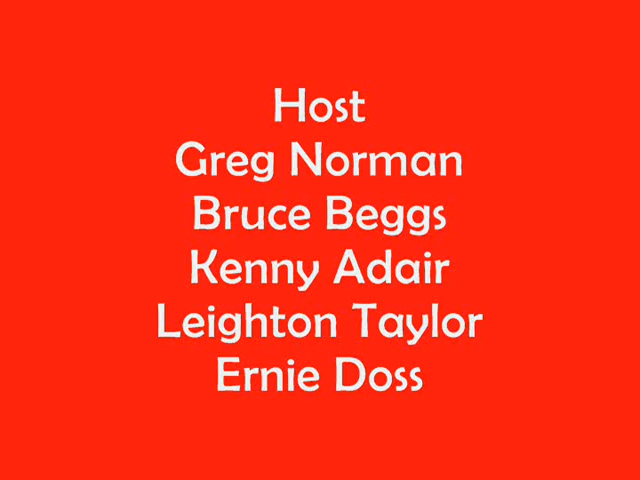 Host
Greg Norman
Bruce Beggs
Kenny Adair
Leighton Taylor
Ernie Doss